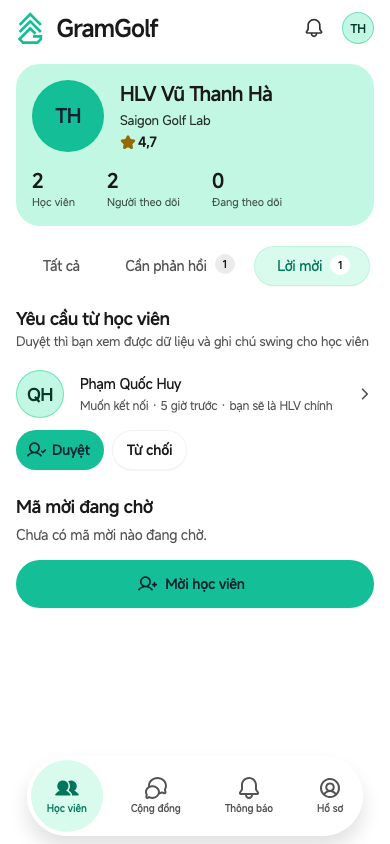 GramGolf
TH
TH
HLV Vũ Thanh Hà
Saigon Golf Lab
4,7
2
Học viên
2
Người theo dõi
0
Đang theo dõi
Tất cả
Cần phản hồi 1
Lời mời 1
Yêu cầu từ học viên
Duyệt thì bạn xem được dữ liệu và ghi chú swing cho học viên
QH
Phạm Quốc Huy
Muốn kết nối · 5 giờ trước · bạn sẽ là HLV chính
Duyệt
Từ chối
Mã mời đang chờ
Chưa có mã mời nào đang chờ.
Mời học viên
Học viên
Cộng đồng
Thông báo
Hồ sơ